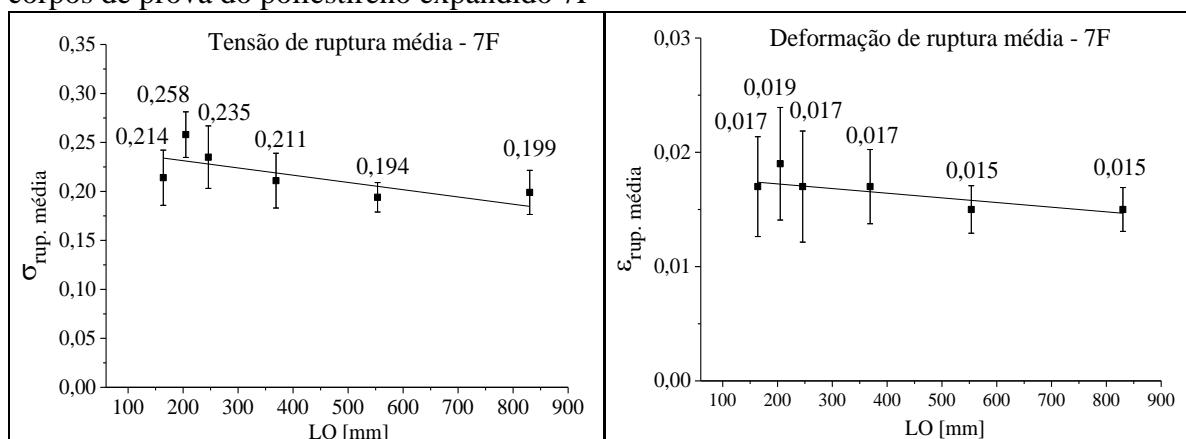 corpos de prova do poliestireno expandido 7F
Tensão de ruptura média - 7F
0,35
0,30
0,25
0,20
0,15
0,10
0,05
0,00
σrup. média
0,214
0,258
0,235
0,211
0,194
0,199
100 200 300 400 500 600 700 800 900
LO [mm]
Deformação de ruptura média - 7F
0,03
0,02
0,01
0,00
εrup. média
0,017
0,019
0,017
0,017
0,015
0,015
100 200 300 400 500 600 700 800 900
LO [mm]